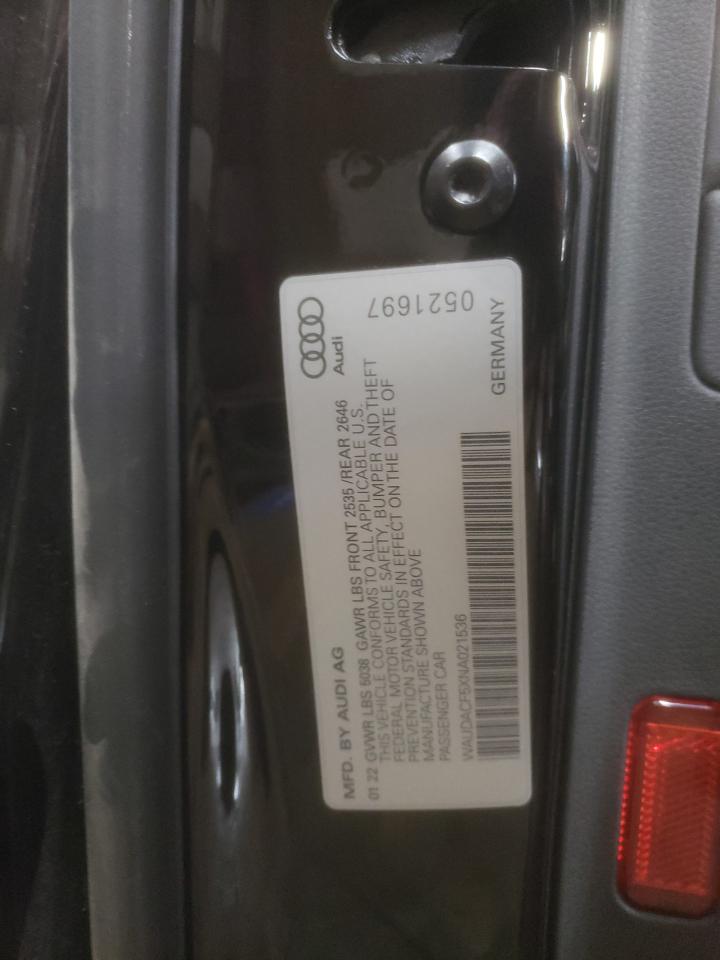 Audi
MFD. BY AUDI AG
01 22 GVWR LBS 5038 GAWR LBS FRONT 2535 /REAR 2646
THIS VEHICLE CONFORMS TO ALL APPLICABLE U.S.
FEDERAL MOTOR VEHICLE SAFETY, BUMPER AND THEFT
PREVENTION STANDARDS IN EFFECT ON THE DATE OF
MANUFACTURE SHOWN ABOVE
PASSENGER CAR
WAUDACF5XNA021536
GERMANY
0521697